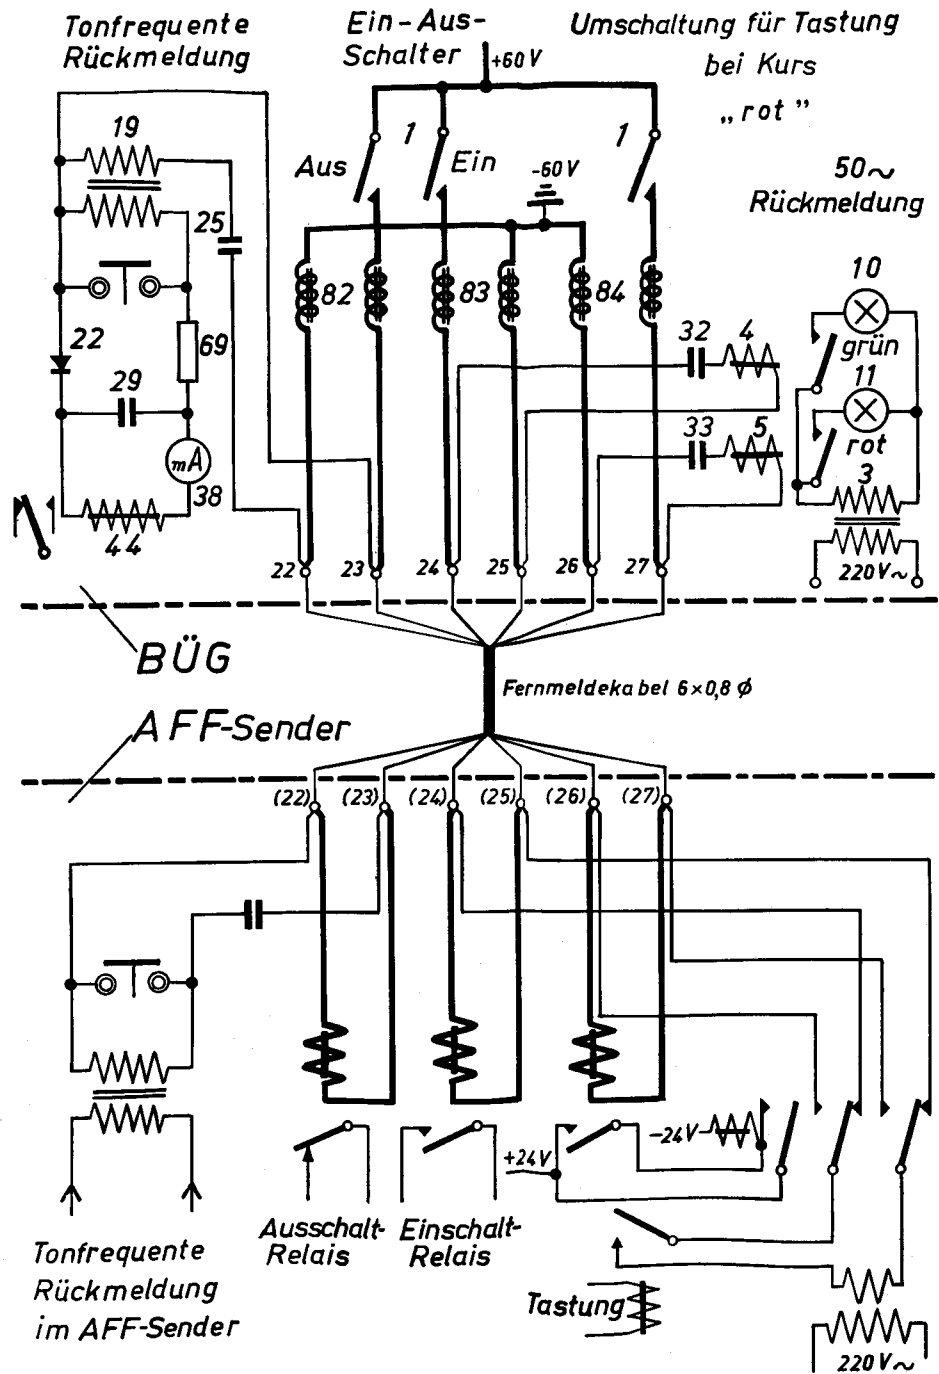 Tonfrequente
Rückmeldung
Ein-Aus-
Schalter
+60V
Umschaltung für Tastung
bei Kurs
„rot”
19
1
Aus
Ein
1
-60V
50~
Rückmeldung
25
82
83
84
10
grün
22
69
29
32
4
11
rot
33
5
mA
38
3
44
22
23
24
25
26
27
220V~
BÜG
Fernmeldekabel 6×0,8 φ
AFF-Sender
(22)
(23)
(24)
(25)
(26)
(27)
-24V
+24V
Ausschalt-
Relais
Einschalt-
Relais
Tonfrequente
Rückmeldung
im AFF-Sender
Tastung
220V~